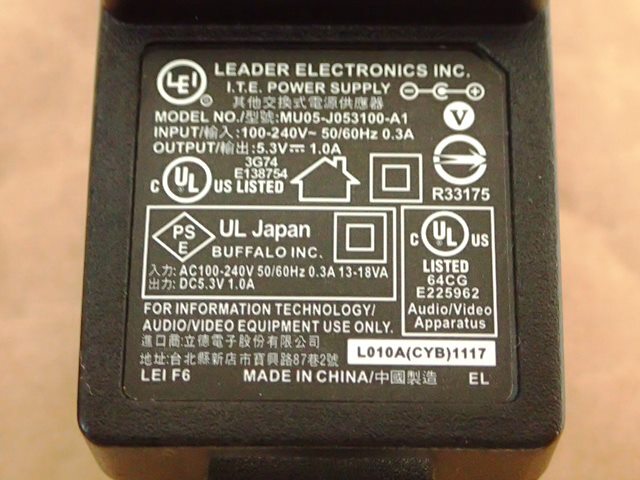 LEI
LEADER ELECTRONICS INC.
I.T.E. POWER SUPPLY
其他交換式電源供應器
MODEL NO./型號:MU05-J053100-A1
INPUT/輸入:100-240V~ 50/60Hz 0.3A
OUTPUT/輸出:5.3V⎓ 1.0A
V
3G74
E138754
c UL US LISTED
R33175
PS
E
UL Japan
BUFFALO INC.
入力: AC100-240V 50/60Hz 0.3A 13-18VA
出力: DC5.3V 1.0A
c UL US
LISTED
64CG
E225962
Audio/Video
Apparatus
FOR INFORMATION TECHNOLOGY/
AUDIO/VIDEO EQUIPMENT USE ONLY.
進口商:立德電子股份有限公司
地址:台北縣新店市寶興路87巷2號
L010A(CYB)1117
LEI F6 MADE IN CHINA/中國製造 EL